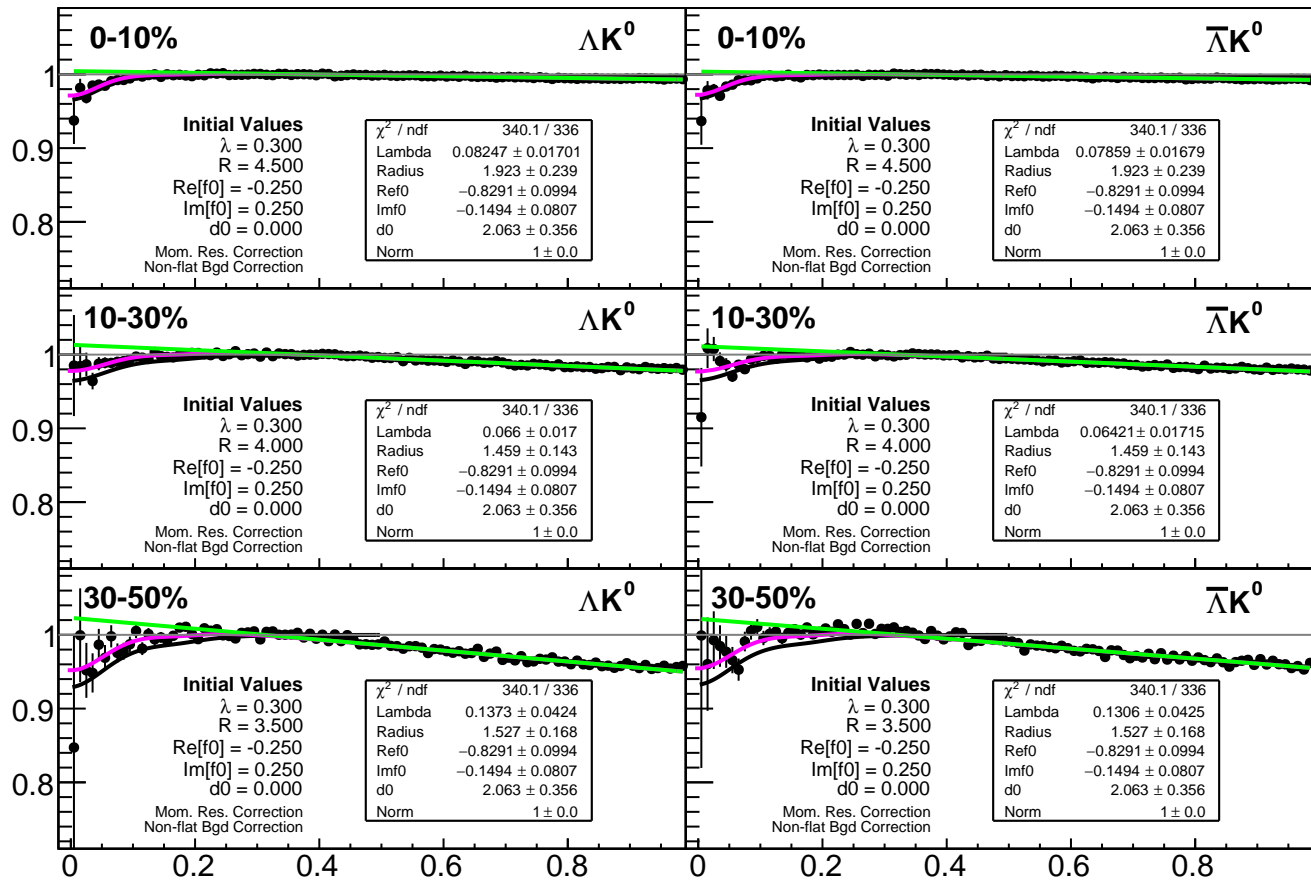 0-10%
ΛK⁰
1
0.9
0.8
Initial Values
λ = 0.300
R = 4.500
Re[f0] = -0.250
Im[f0] = 0.250
d0 = 0.000
Mom. Res. Correction
Non-flat Bgd Correction
χ² / ndf 340.1 / 336
Lambda 0.08247 ± 0.01701
Radius 1.923 ± 0.239
Ref0 −0.8291 ± 0.0994
Imf0 −0.1494 ± 0.0807
d0 2.063 ± 0.356
Norm 1 ± 0.0
0-10%
Λ̅K⁰
χ² / ndf 340.1 / 336
Lambda 0.07859 ± 0.01679
Radius 1.923 ± 0.239
Ref0 −0.8291 ± 0.0994
Imf0 −0.1494 ± 0.0807
d0 2.063 ± 0.356
Norm 1 ± 0.0
Initial Values
λ = 0.300
R = 4.500
Re[f0] = -0.250
Im[f0] = 0.250
d0 = 0.000
Mom. Res. Correction
Non-flat Bgd Correction
10-30%
ΛK⁰
1
0.9
0.8
Initial Values
λ = 0.300
R = 4.000
Re[f0] = -0.250
Im[f0] = 0.250
d0 = 0.000
Mom. Res. Correction
Non-flat Bgd Correction
χ² / ndf 340.1 / 336
Lambda 0.066 ± 0.017
Radius 1.459 ± 0.143
Ref0 −0.8291 ± 0.0994
Imf0 −0.1494 ± 0.0807
d0 2.063 ± 0.356
Norm 1 ± 0.0
10-30%
Λ̅K⁰
Initial Values
λ = 0.300
R = 4.000
Re[f0] = -0.250
Im[f0] = 0.250
d0 = 0.000
Mom. Res. Correction
Non-flat Bgd Correction
χ² / ndf 340.1 / 336
Lambda 0.06421 ± 0.01715
Radius 1.459 ± 0.143
Ref0 −0.8291 ± 0.0994
Imf0 −0.1494 ± 0.0807
d0 2.063 ± 0.356
Norm 1 ± 0.0
30-50%
ΛK⁰
1
0.9
0.8
Initial Values
λ = 0.300
R = 3.500
Re[f0] = -0.250
Im[f0] = 0.250
d0 = 0.000
Mom. Res. Correction
Non-flat Bgd Correction
χ² / ndf 340.1 / 336
Lambda 0.1373 ± 0.0424
Radius 1.527 ± 0.168
Ref0 −0.8291 ± 0.0994
Imf0 −0.1494 ± 0.0807
d0 2.063 ± 0.356
Norm 1 ± 0.0
30-50%
Λ̅K⁰
Initial Values
λ = 0.300
R = 3.500
Re[f0] = -0.250
Im[f0] = 0.250
d0 = 0.000
Mom. Res. Correction
Non-flat Bgd Correction
χ² / ndf 340.1 / 336
Lambda 0.1306 ± 0.0425
Radius 1.527 ± 0.168
Ref0 −0.8291 ± 0.0994
Imf0 −0.1494 ± 0.0807
d0 2.063 ± 0.356
Norm 1 ± 0.0
0 0.2 0.4 0.6 0.8 0 0.2 0.4 0.6 0.8